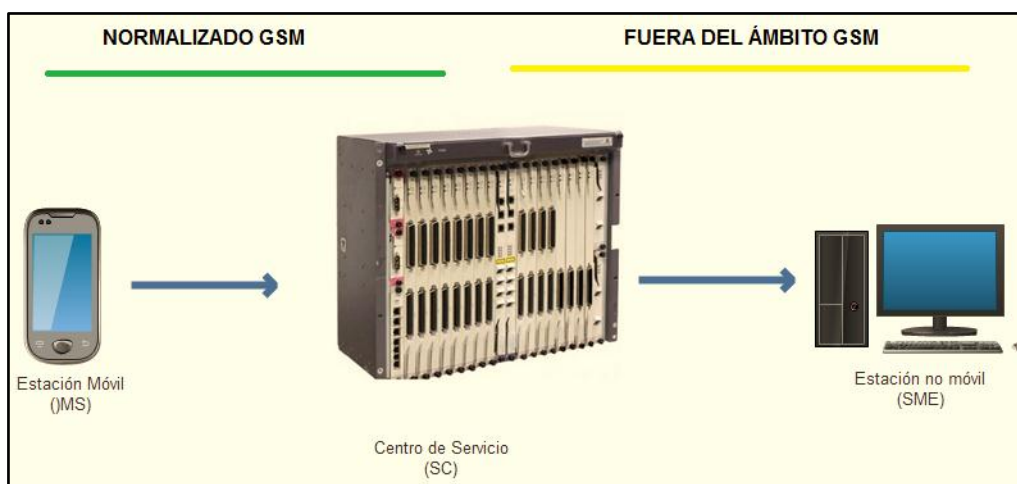 NORMALIZADO GSM
FUERA DEL ÁMBITO GSM
Estación Móvil
()MS)
Centro de Servicio
(SC)
Estación no móvil
(SME)